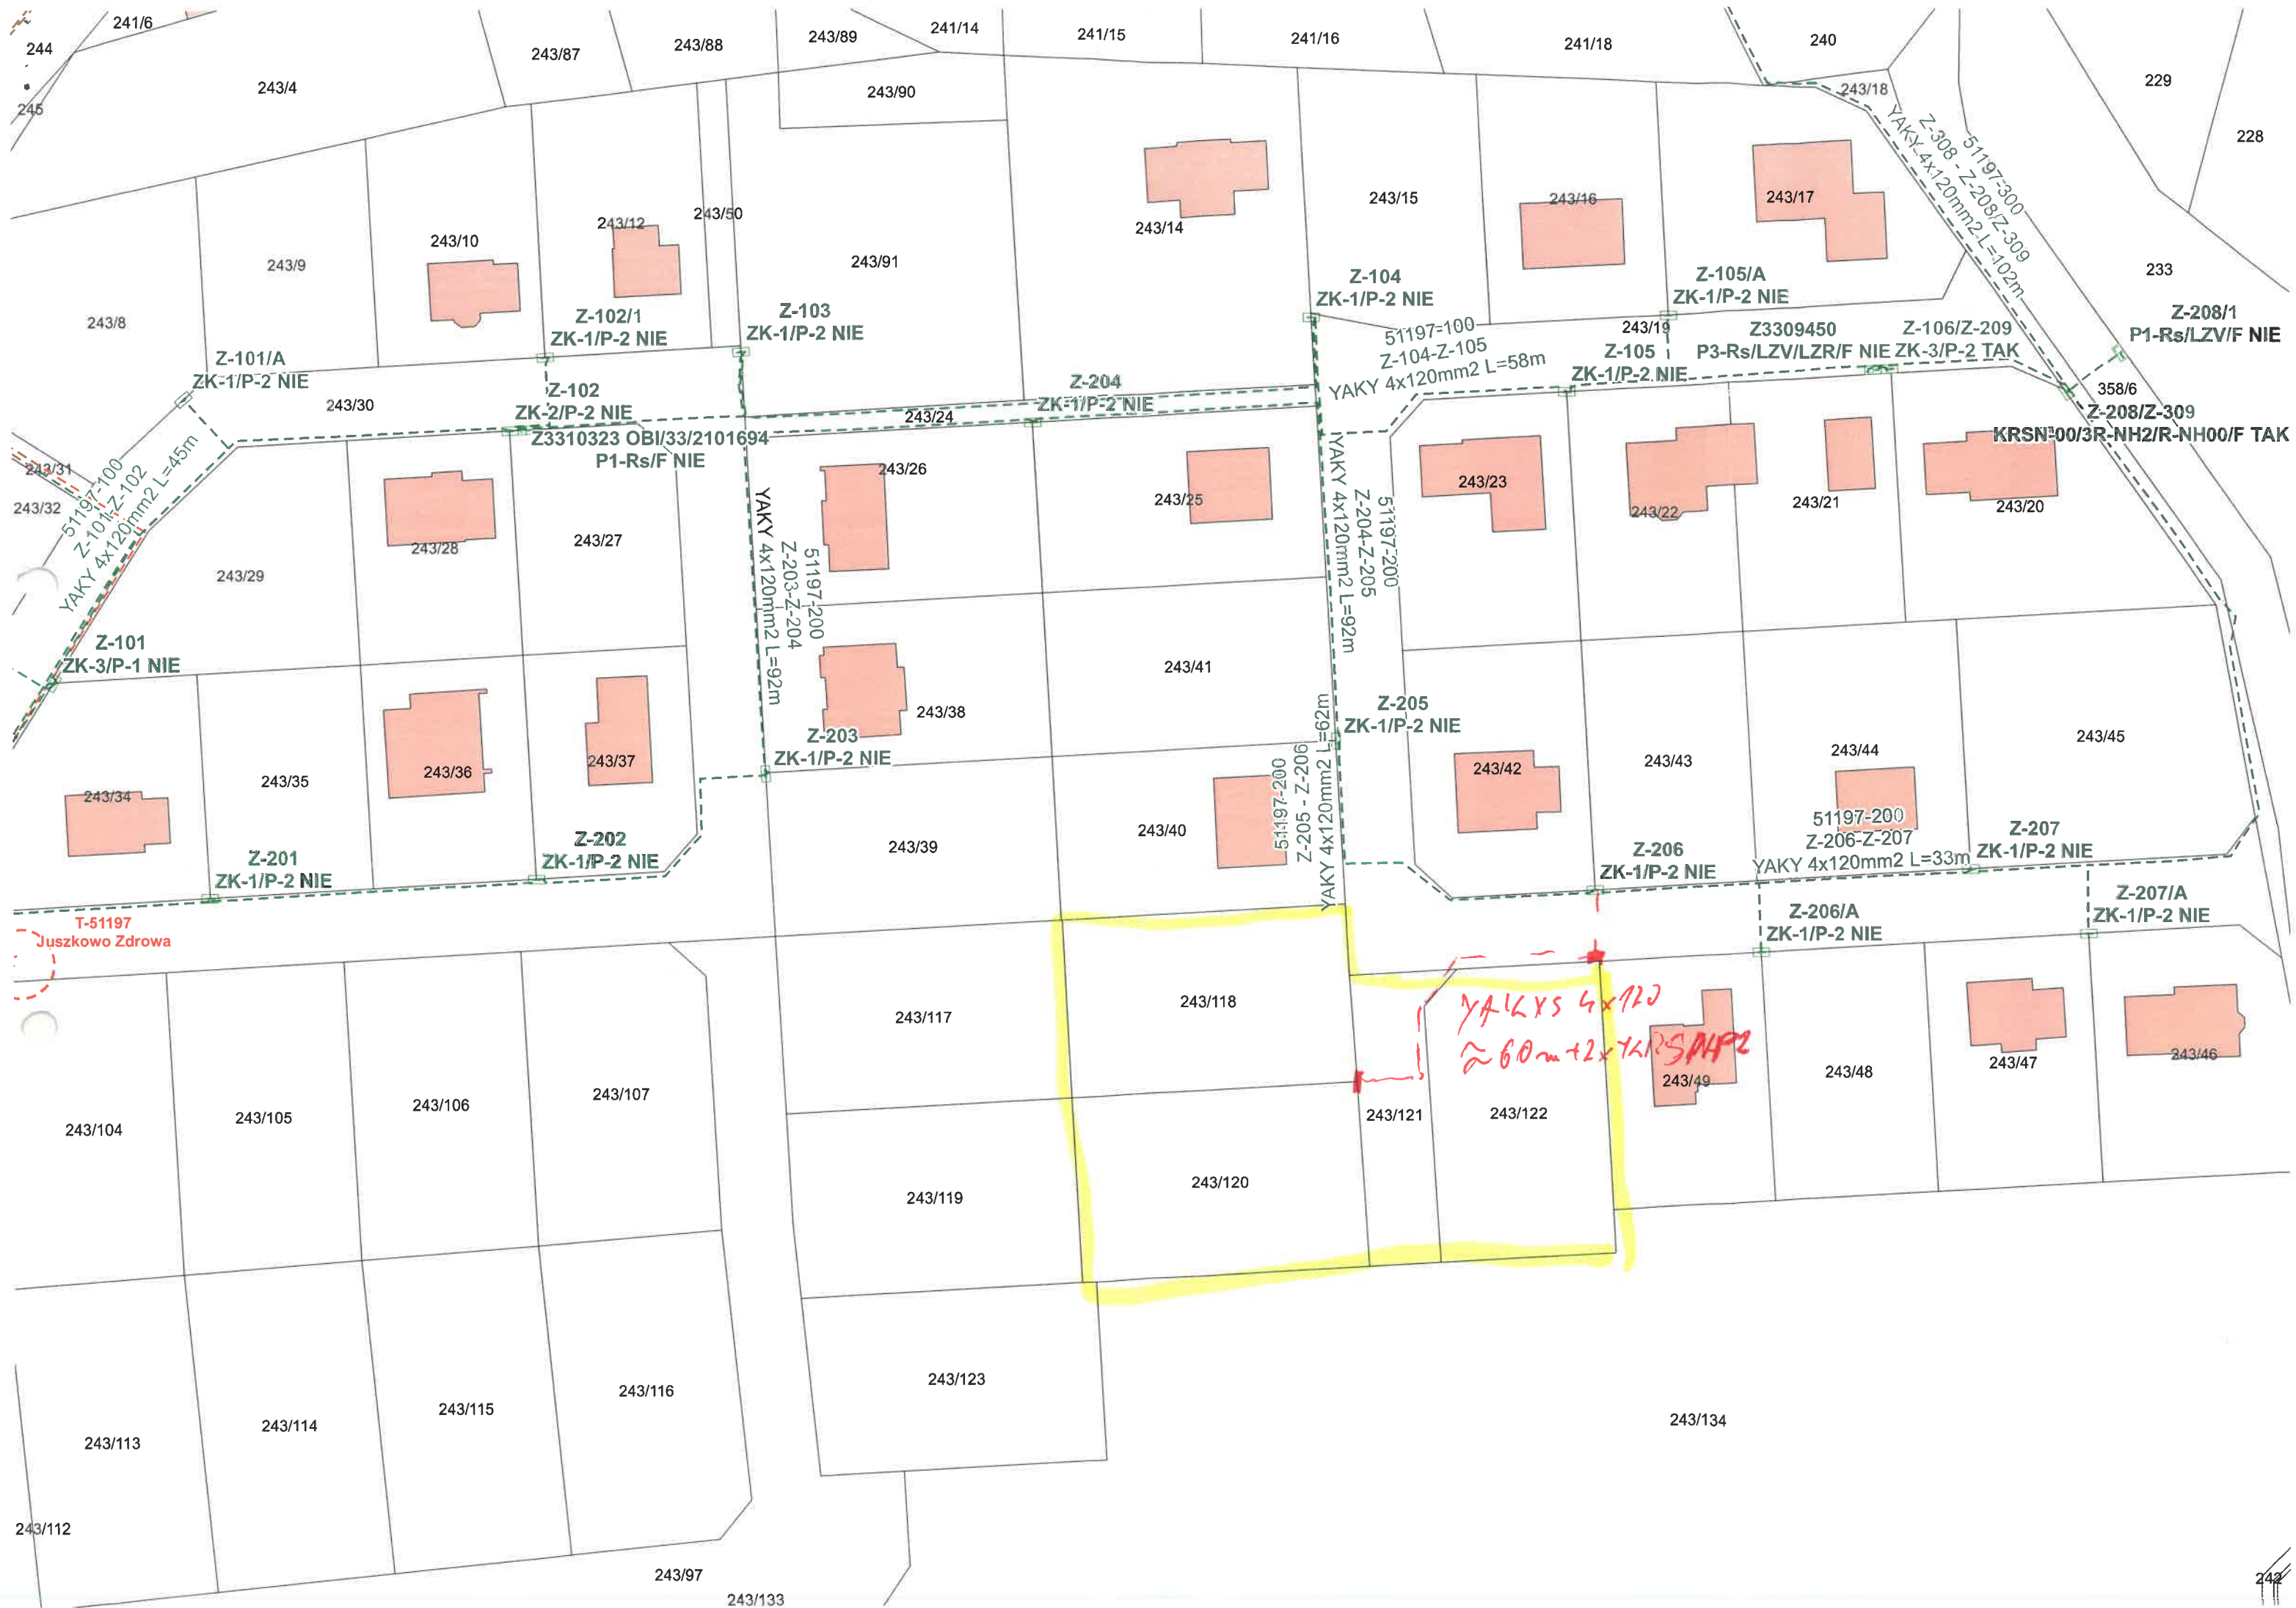 241/6
244
243/87
243/88
243/89
241/14
241/15
241/16
241/18
240
229
228
243/4
245
243/90
243/18
51197-300
Z-308 - Z-208/Z-309
YAKY 4x120mm2 L=102m
243/8
243/9
243/10
243/12
243/50
243/91
243/14
243/15
243/16
243/17
233
Z-101/A
ZK-1/P-2 NIE
Z-102/1
ZK-1/P-2 NIE
Z-103
ZK-1/P-2 NIE
Z-104
ZK-1/P-2 NIE
Z-105/A
ZK-1/P-2 NIE
Z-208/1
P1-Rs/LZV/F NIE
51197-100
Z-104-Z-105
YAKY 4x120mm2 L=58m
243/19
Z-105
ZK-1/P-2 NIE
Z3309450
P3-Rs/LZV/LZR/F NIE
Z-106/Z-209
ZK-3/P-2 TAK
358/6
Z-208/Z-309
KRSN-00/3R-NH2/R-NH00/F TAK
243/30
Z-102
ZK-2/P-2 NIE
Z3310323 OBI/33/2101694
P1-Rs/F NIE
Z-204
ZK-1/P-2 NIE
243/24
243/31
243/32
51197-100
Z-101-Z-102
YAKY 4x120mm2 L=45m
243/29
243/28
243/27
243/26
243/25
51197-200
Z-203-Z-204
YAKY 4x120mm2 L=92m
51197-200
Z-204-Z-205
YAKY 4x120mm2 L=92m
243/23
243/22
243/21
243/20
Z-101
ZK-3/P-1 NIE
243/34
243/35
243/36
243/37
243/38
243/41
Z-203
ZK-1/P-2 NIE
Z-205
ZK-1/P-2 NIE
51197-200
Z-205 - Z-206
YAKY 4x120mm2 L=62m
243/42
243/43
243/44
243/45
243/39
243/40
51197-200
Z-206-Z-207
YAKY 4x120mm2 L=33m
Z-207
ZK-1/P-2 NIE
Z-201
ZK-1/P-2 NIE
Z-202
ZK-1/P-2 NIE
Z-206
ZK-1/P-2 NIE
Z-206/A
ZK-1/P-2 NIE
Z-207/A
ZK-1/P-2 NIE
T-51197
Juszkowo Zdrowa
243/117
243/118
YAKXS 4x120
≈60m+2x
243/49
243/48
243/47
243/46
243/104
243/105
243/106
243/107
243/121
243/122
243/119
243/120
243/123
243/113
243/114
243/115
243/116
243/134
243/112
243/97
243/133
242